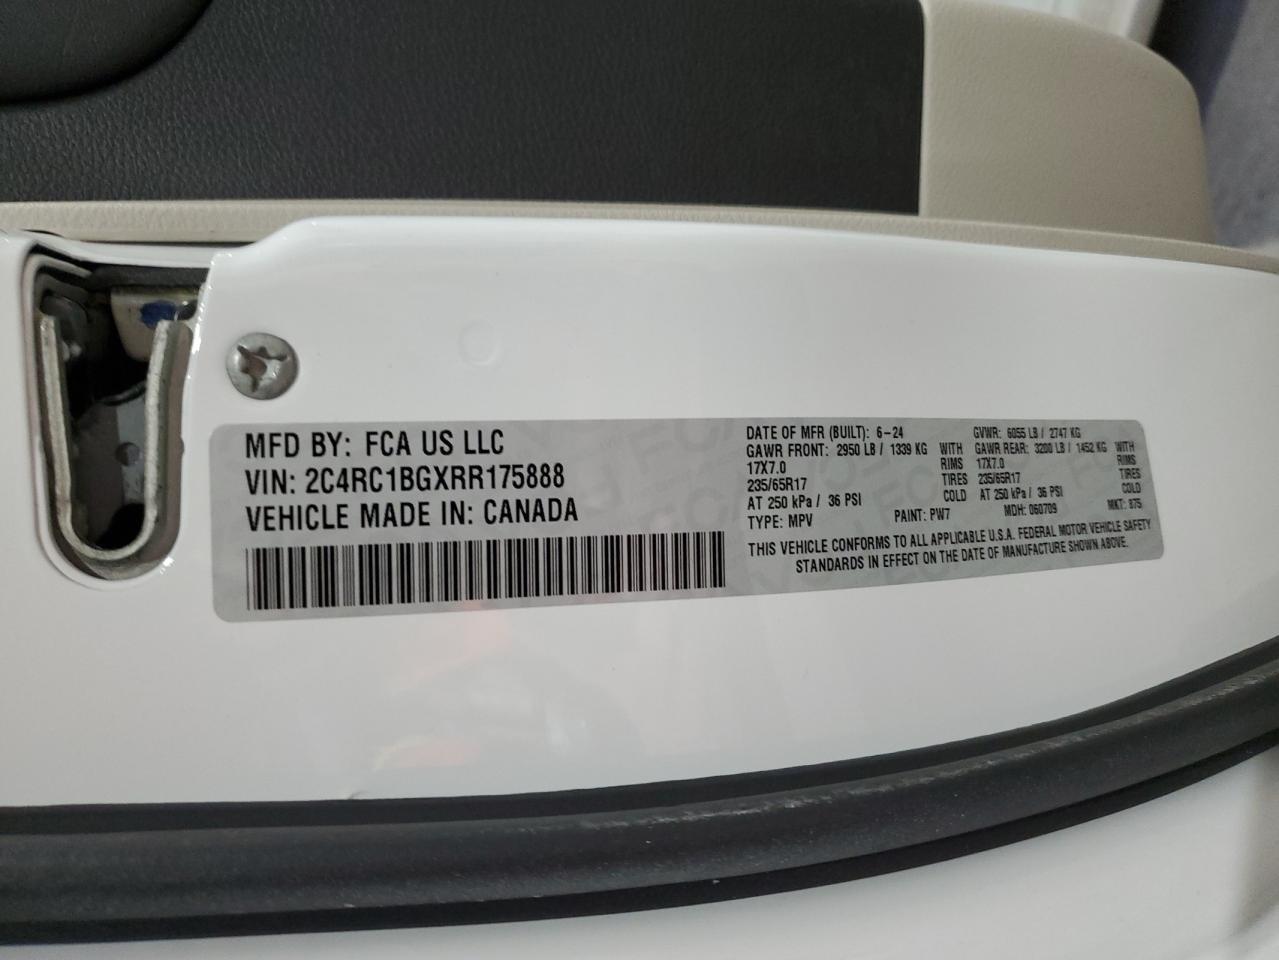 MFD BY: FCA US LLC
VIN: 2C4RC1BGXRR175888
VEHICLE MADE IN: CANADA
DATE OF MFR (BUILT): 6-24 GVWR: 6055 LB / 2747 KG
GAWR FRONT: 2950 LB / 1339 KG WITH GAWR REAR: 3200 LB / 1452 KG WITH
17X7.0 RIMS 17X7.0 RIMS
235/65R17 TIRES 235/65R17 TIRES
AT 250 kPa / 36 PSI COLD AT 250 kPa / 36 PSI COLD
TYPE: MPV PAINT: PW7 MDH: 060709 MKT: 875
THIS VEHICLE CONFORMS TO ALL APPLICABLE U.S.A. FEDERAL MOTOR VEHICLE SAFETY
STANDARDS IN EFFECT ON THE DATE OF MANUFACTURE SHOWN ABOVE.